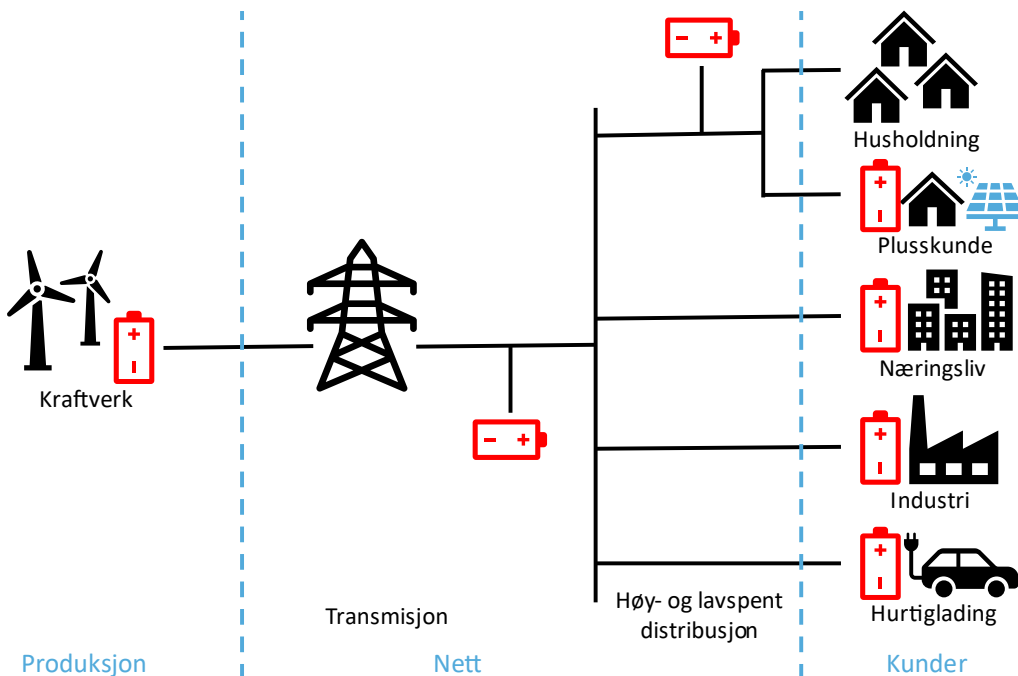 Husholdning
Plusskunde
Kraftverk
Næringsliv
Industri
Transmisjon
Høy- og lavspent
distribusjon
Hurtiglading
Produksjon
Nett
Kunder